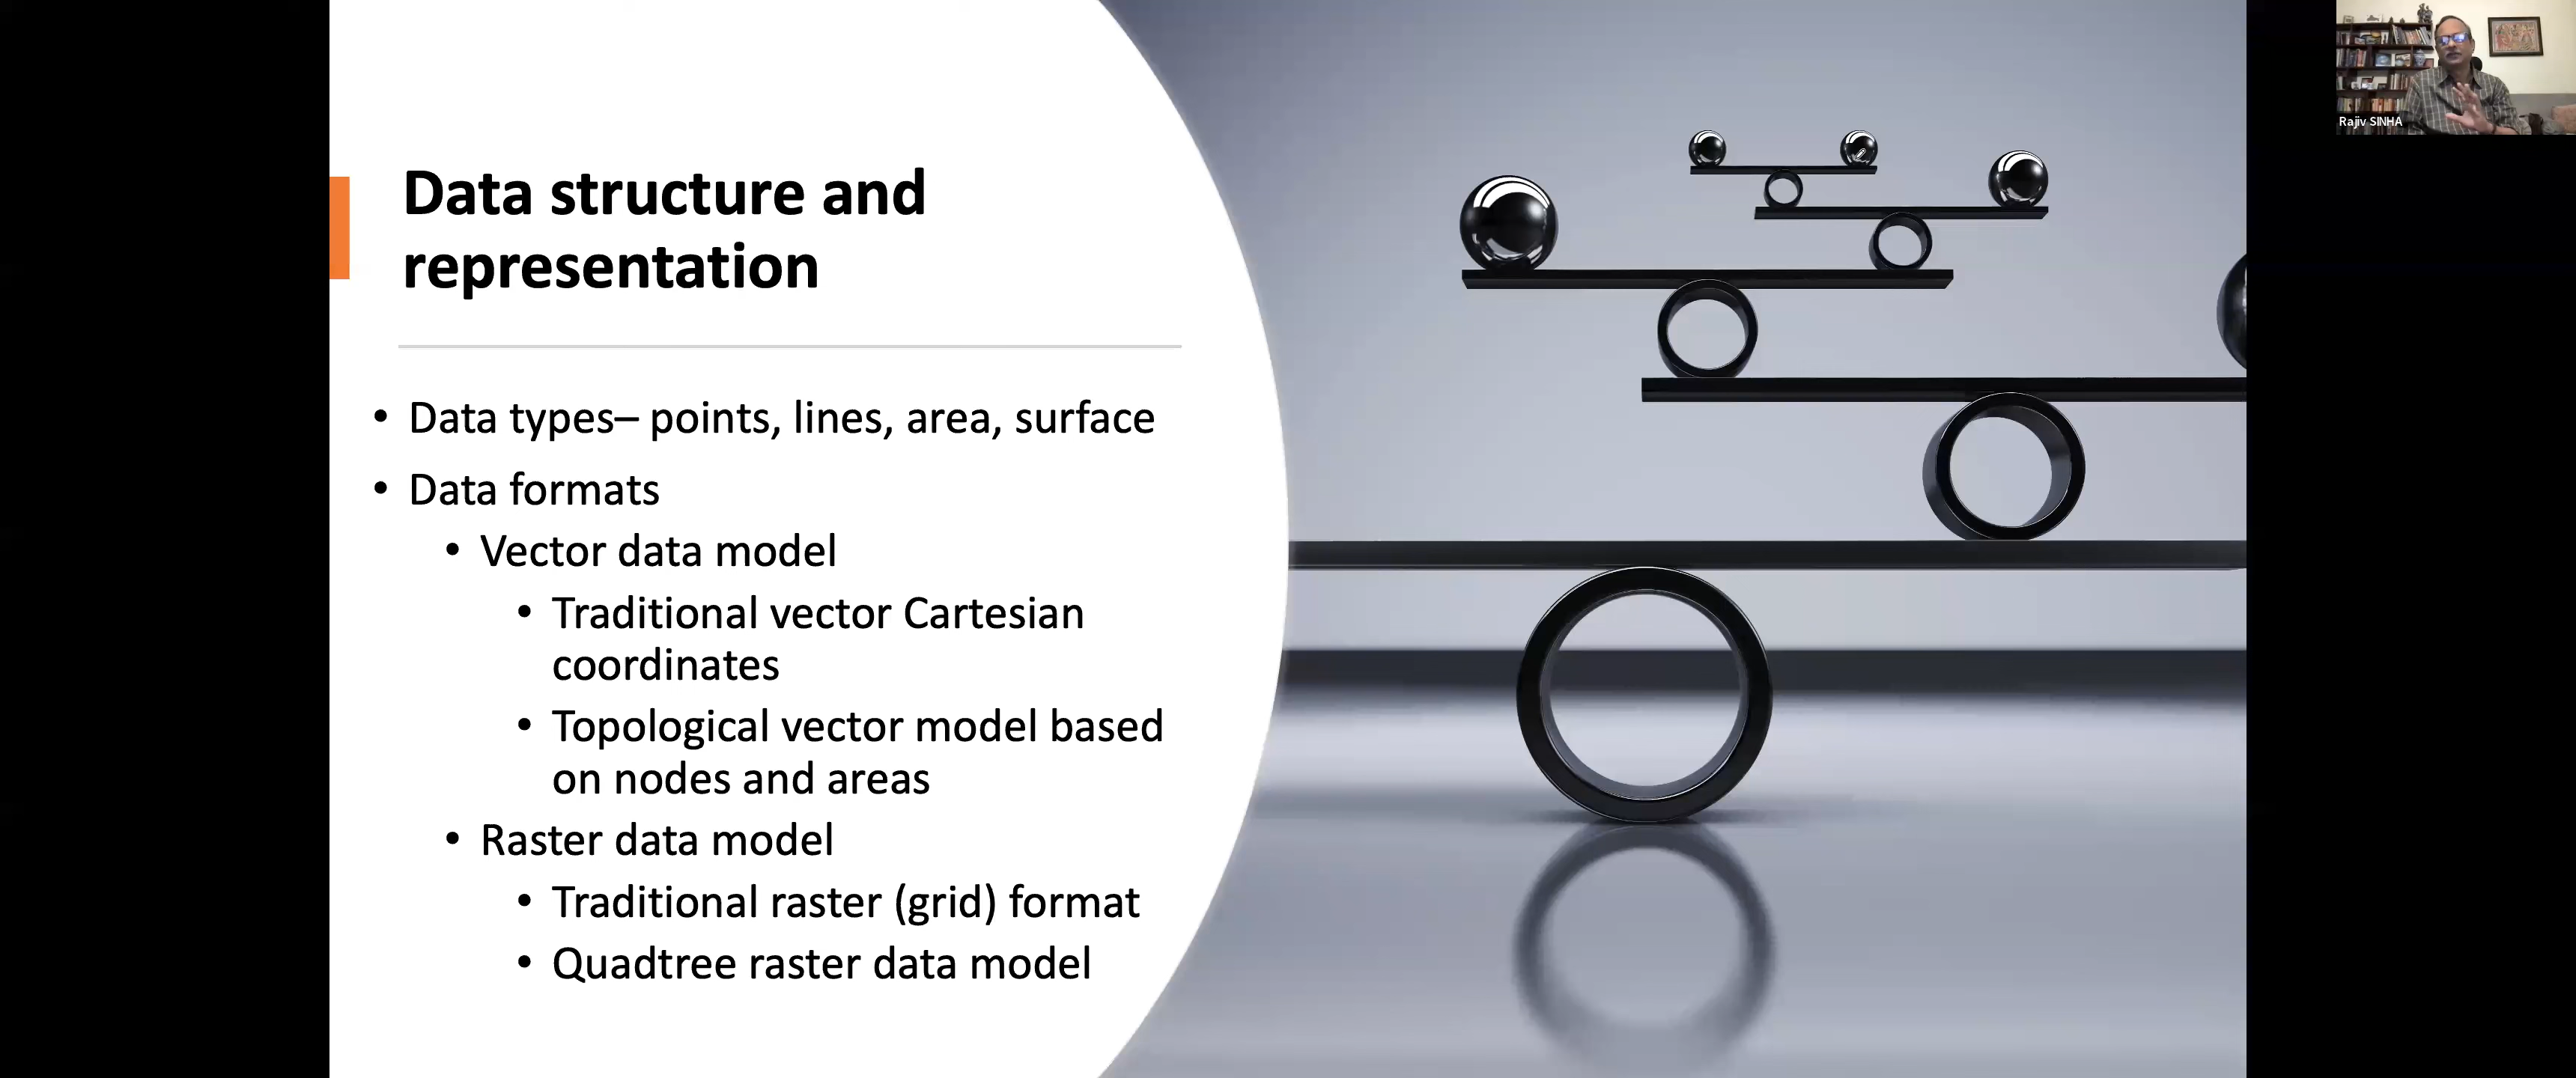 Data structure and
representation
• Data types– points, lines, area, surface
• Data formats
• Vector data model
• Traditional vector Cartesian
coordinates
• Topological vector model based
on nodes and areas
• Raster data model
• Traditional raster (grid) format
• Quadtree raster data model
Rajiv SINHA